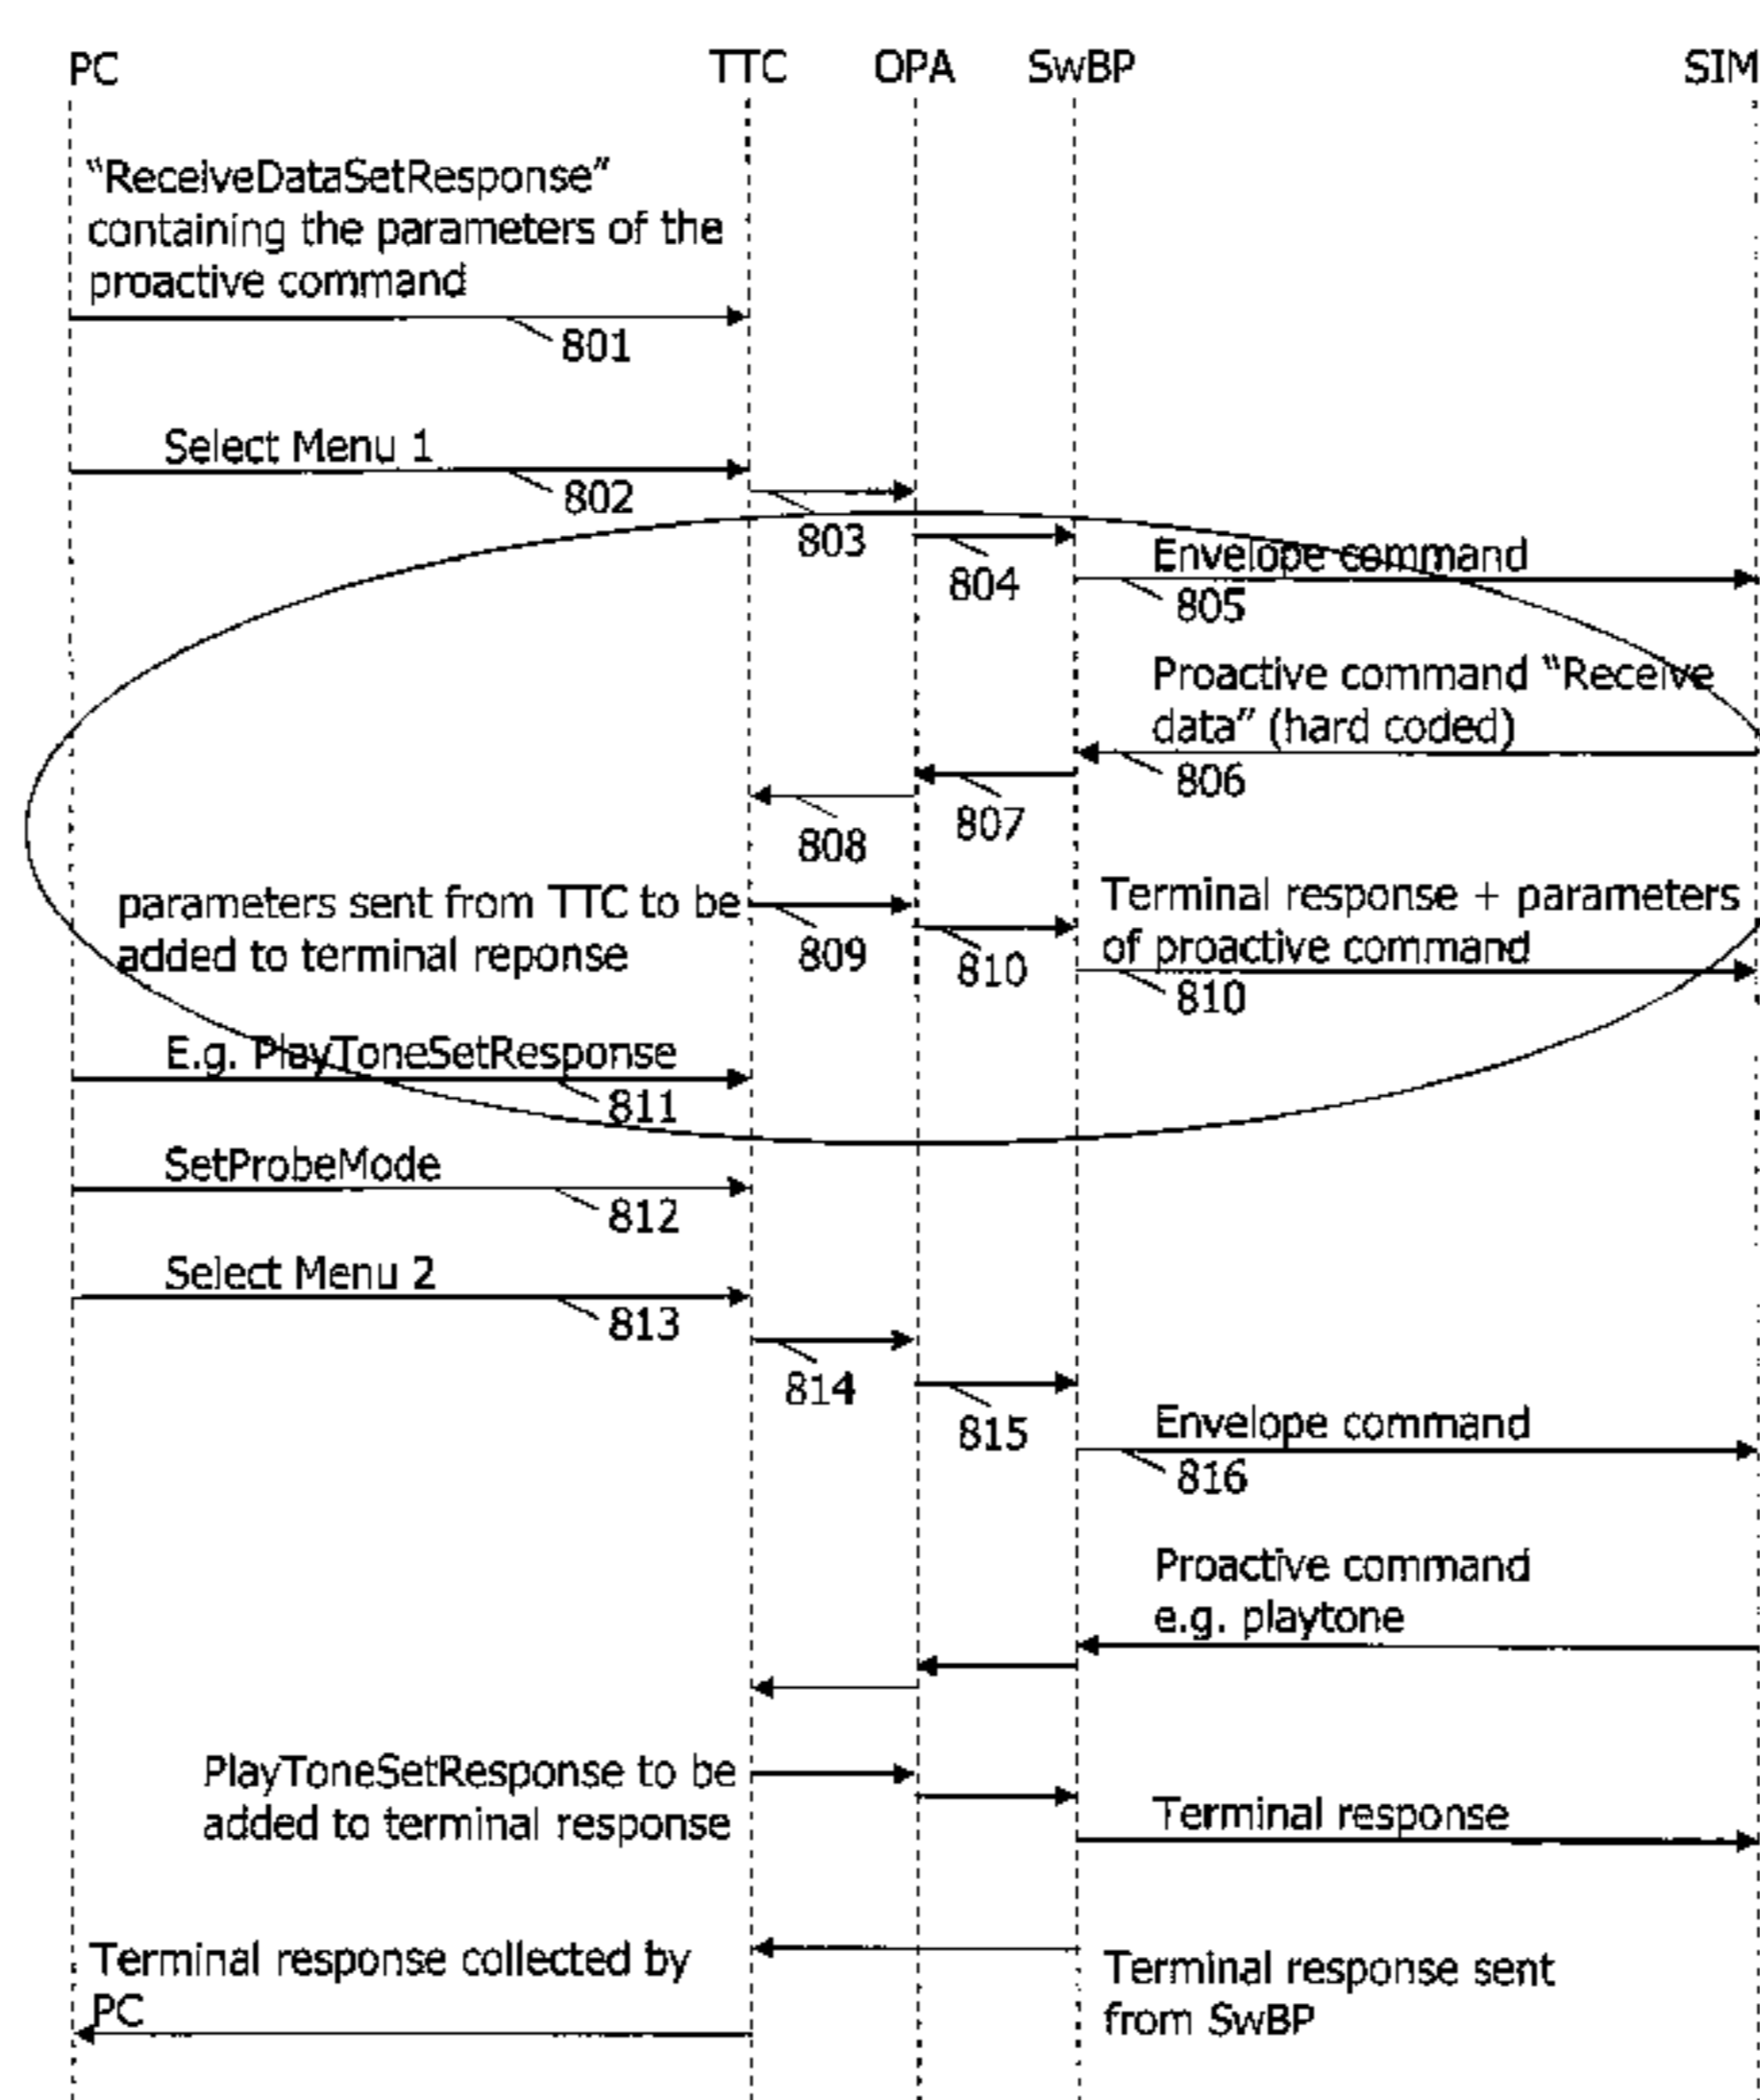 PC TTC OPA SwBP SIM
“ReceiveDataSetResponse”
containing the parameters of the
proactive command
801
Select Menu 1
802
803
804
Envelope command
805
Proactive command “Receive
data” (hard coded)
806
807
808
parameters sent from TTC to be
added to terminal reponse
809
810
Terminal response + parameters
of proactive command
810
E.g. PlayToneSetResponse
811
SetProbeMode
812
Select Menu 2
813
814
815
Envelope command
816
Proactive command
e.g. playtone
PlayToneSetResponse to be
added to terminal response
Terminal response
Terminal response collected by
PC
Terminal response sent
from SwBP